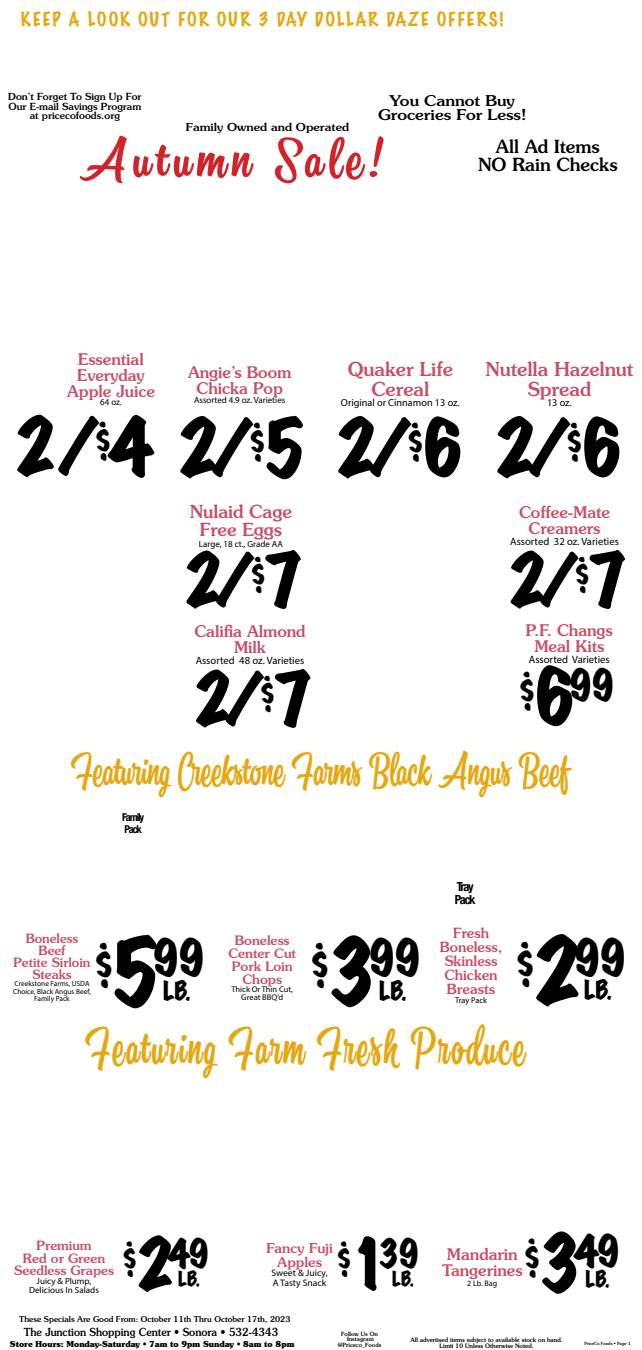 KEEP A LOOK OUT FOR OUR 3 DAY DOLLAR DAZE OFFERS!
Don't Forget To Sign Up For
Our E-mail Savings Program
at pricecofoods.org
You Cannot Buy
Groceries For Less!
Family Owned and Operated
Autumn Sale!
All Ad Items
NO Rain Checks
Essential
Everyday
Apple Juice
64 oz.
2/$4
Angie's Boom
Chicka Pop
Assorted 4.9 oz. Varieties
2/$5
Quaker Life
Cereal
Original or Cinnamon 13 oz.
2/$6
Nutella Hazelnut
Spread
13 oz.
2/$6
Nulaid Cage
Free Eggs
Large, 18 ct., Grade AA
2/$7
Coffee-Mate
Creamers
Assorted 32 oz. Varieties
2/$7
Califia Almond
Milk
Assorted 48 oz. Varieties
2/$7
P.F. Changs
Meal Kits
Assorted Varieties
$699
Featuring Creekstone Farms Black Angus Beef
Family
Pack
Tray
Pack
Boneless
Beef
Petite Sirloin
Steaks
Creekstone Farms, USDA
Choice, Black Angus Beef,
Family Pack
$599
LB.
Boneless
Center Cut
Pork Loin
Chops
Thick Or Thin Cut,
Great BBQ'd
$399
LB.
Fresh
Boneless,
Skinless
Chicken
Breasts
Tray Pack
$299
LB.
Featuring Farm Fresh Produce
Premium
Red or Green
Seedless Grapes
Juicy & Plump,
Delicious In Salads
$249
LB.
Fancy Fuji
Apples
Sweet & Juicy,
A Tasty Snack
$139
LB.
Mandarin
Tangerines
2 Lb. Bag
$349
LB.
These Specials Are Good From: October 11th Thru October 17th, 2023
The Junction Shopping Center • Sonora • 532-4343
Store Hours: Monday-Saturday • 7am to 9pm Sunday • 8am to 8pm
Follow Us On
Instagram
@Priceco_Foods
All advertised items subject to available stock on hand.
Limit 10 Unless Otherwise Noted.
PriceCo Foods • Page 1